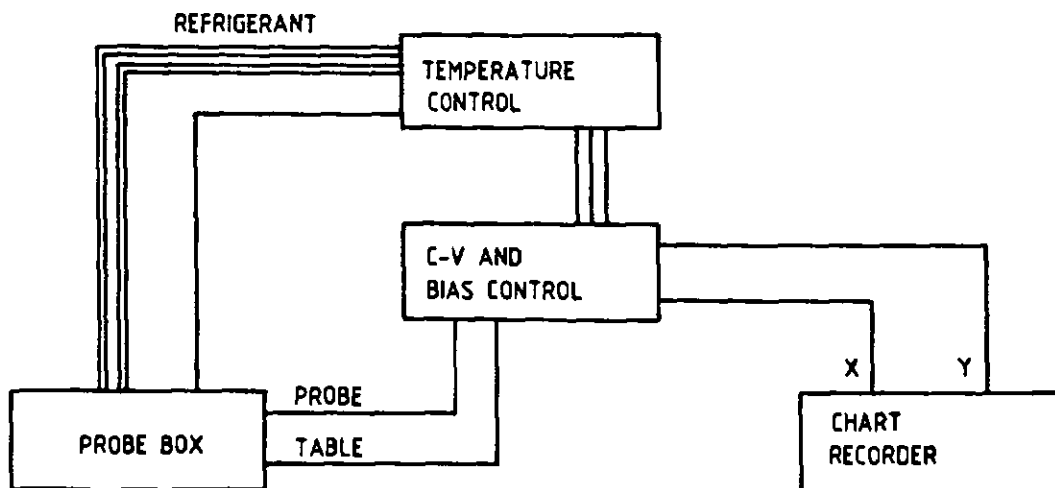 REFRIGERANT
TEMPERATURE
CONTROL
C-V AND
BIAS CONTROL
X
Y
PROBE
PROBE BOX
TABLE
CHART
RECORDER